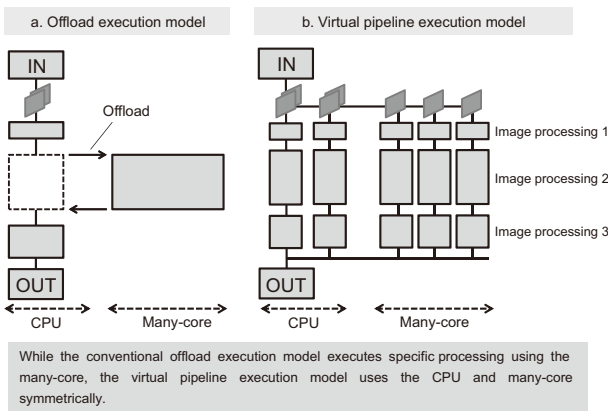 a. Offload execution model
b. Virtual pipeline execution model
IN
Offload
OUT
CPU
Many-core
IN
Image processing 1
Image processing 2
Image processing 3
OUT
CPU
Many-core
While the conventional offload execution model executes specific processing using the
many-core, the virtual pipeline execution model uses the CPU and many-core
symmetrically.